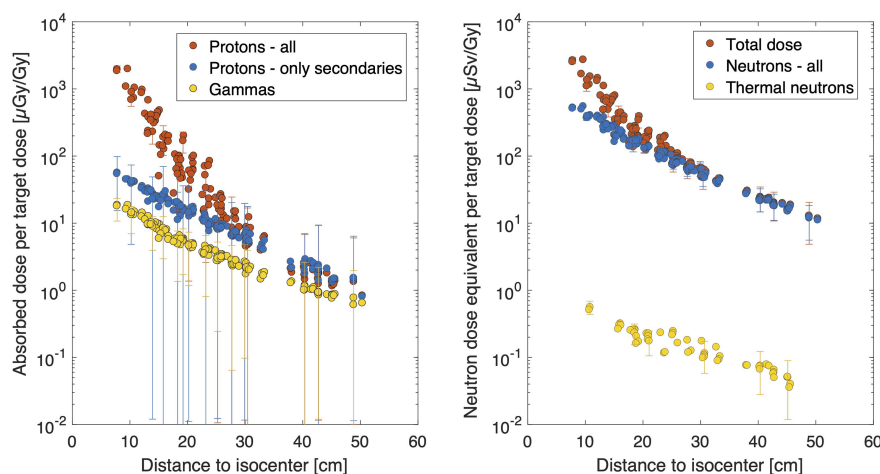 Absorbed dose per target dose [µGy/Gy]
10^4
10^3
10^2
10^1
10^0
10^-1
10^-2
Protons - all
Protons - only secondaries
Gammas
0 10 20 30 40 50 60
Distance to isocenter [cm]
Neutron dose equivalent per target dose [µSv/Gy]
10^4
10^3
10^2
10^1
10^0
10^-1
10^-2
Total dose
Neutrons - all
Thermal neutrons
0 10 20 30 40 50 60
Distance to isocenter [cm]